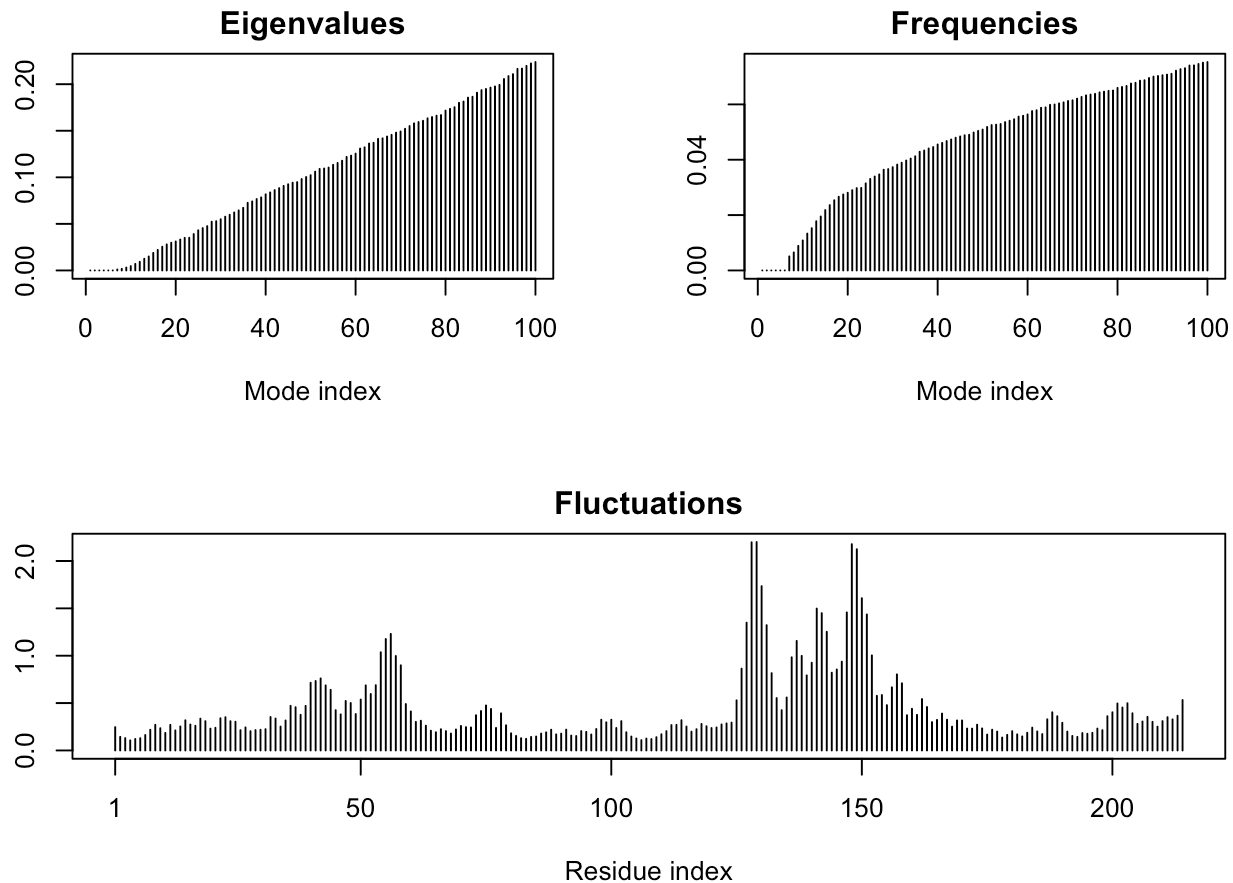 Eigenvalues
0.00 0.10 0.20
0 20 40 60 80 100
Mode index
Frequencies
0.00 0.04
0 20 40 60 80 100
Mode index
Fluctuations
0.0 1.0 2.0
1 50 100 150 200
Residue index